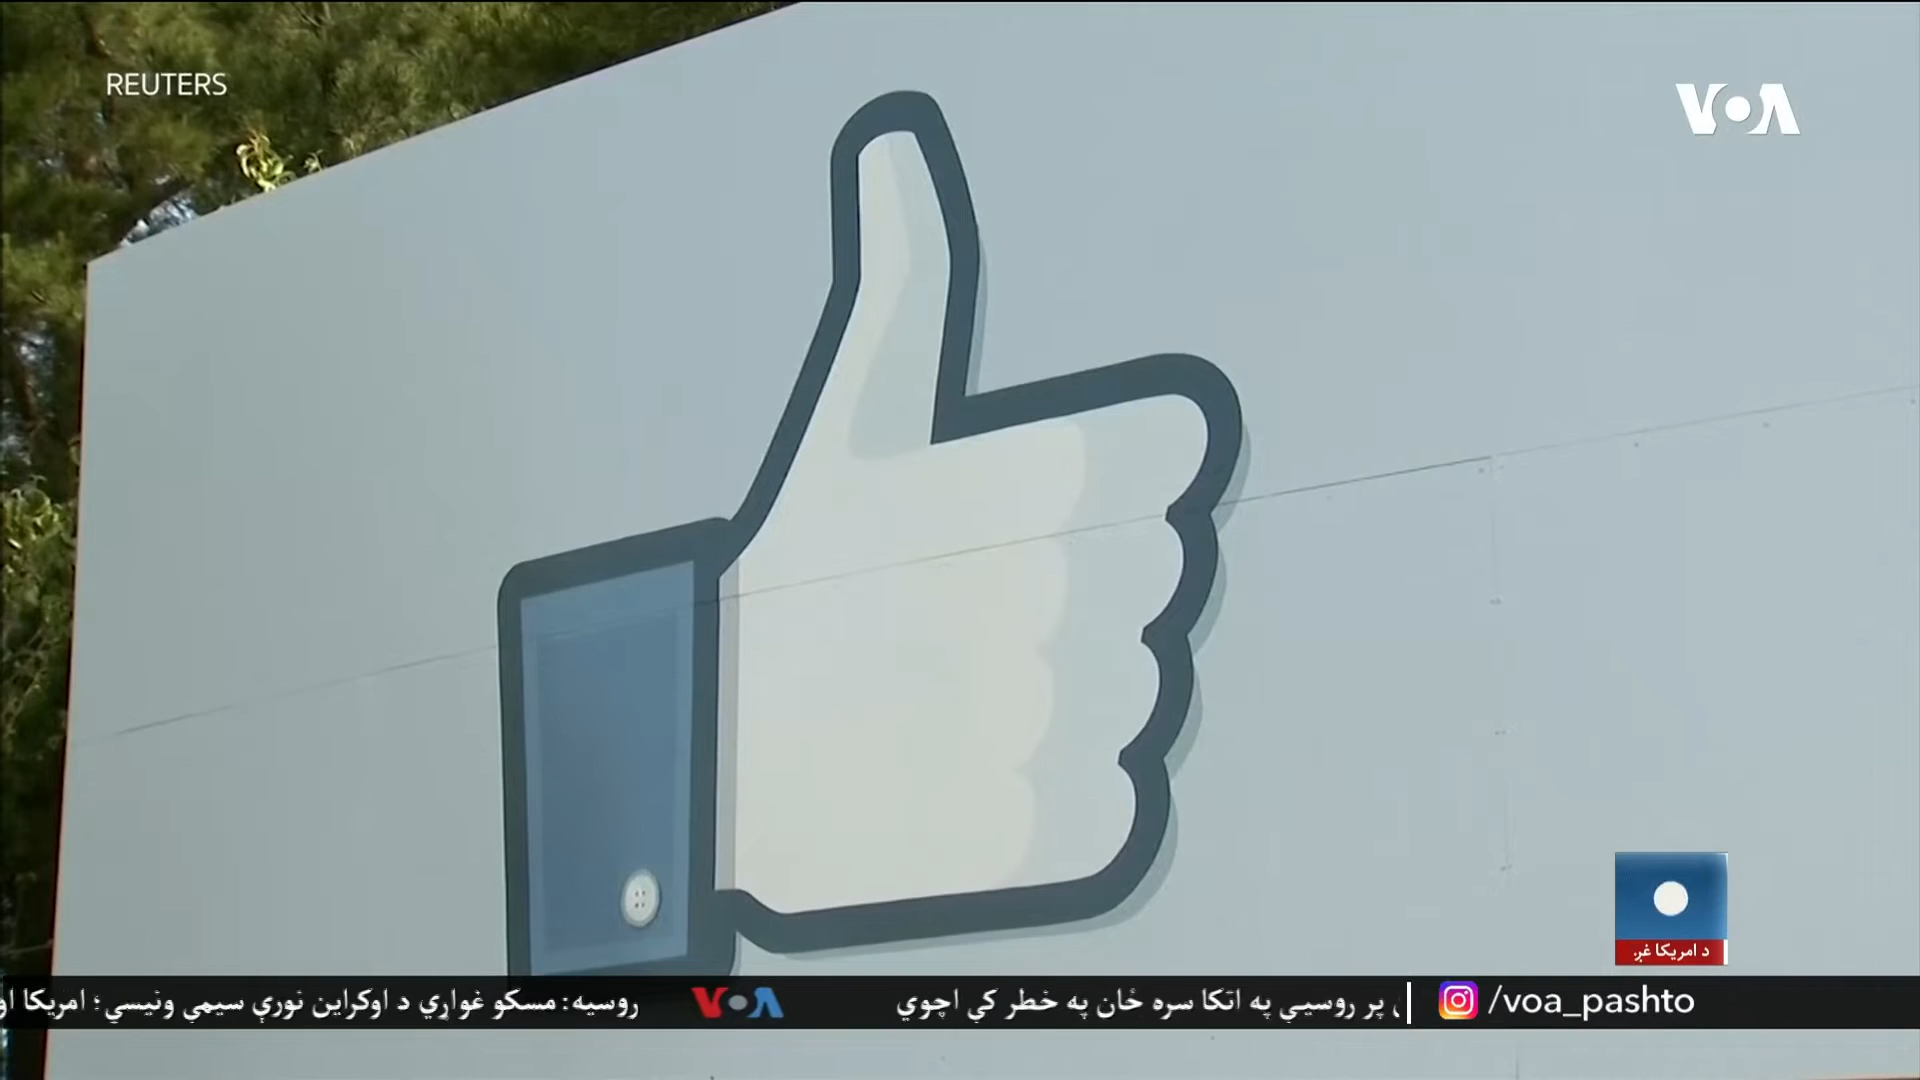 REUTERS
VOA
د امریکا غږ
پر روسیې په اتکا سره ځان په خطر کې اچوي
VOA
روسیه: مسکو غواړي د اوکراین نورې سیمې ونیسي؛ امریکا
/voa_pashto